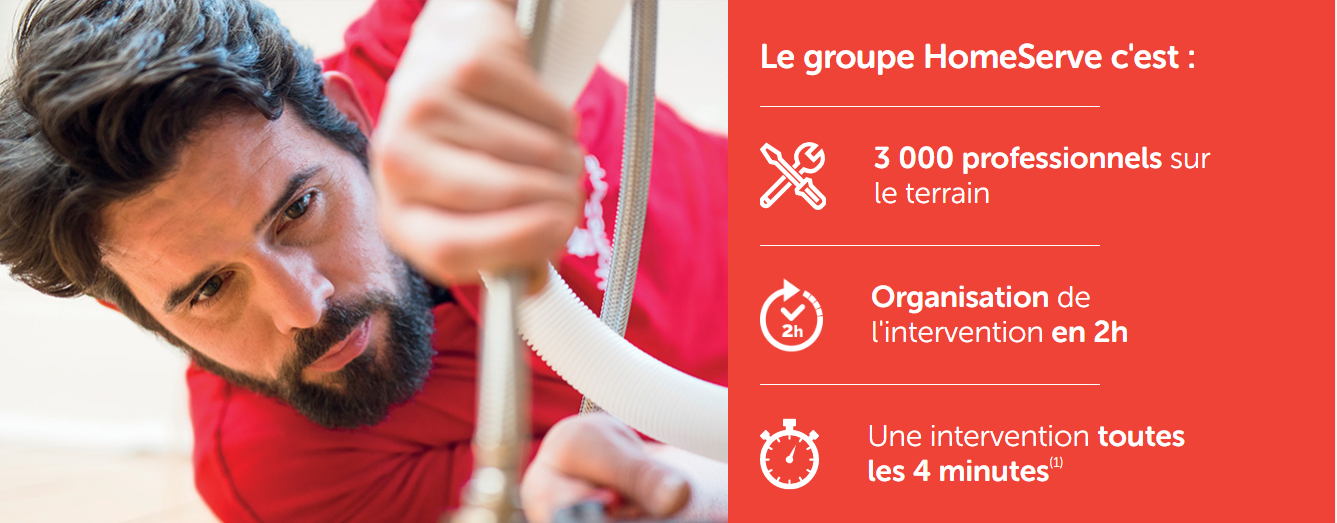 Le groupe HomeServe c'est :
3 000 professionnels sur
le terrain
2h
Organisation de
l'intervention en 2h
Une intervention toutes
les 4 minutes(1)